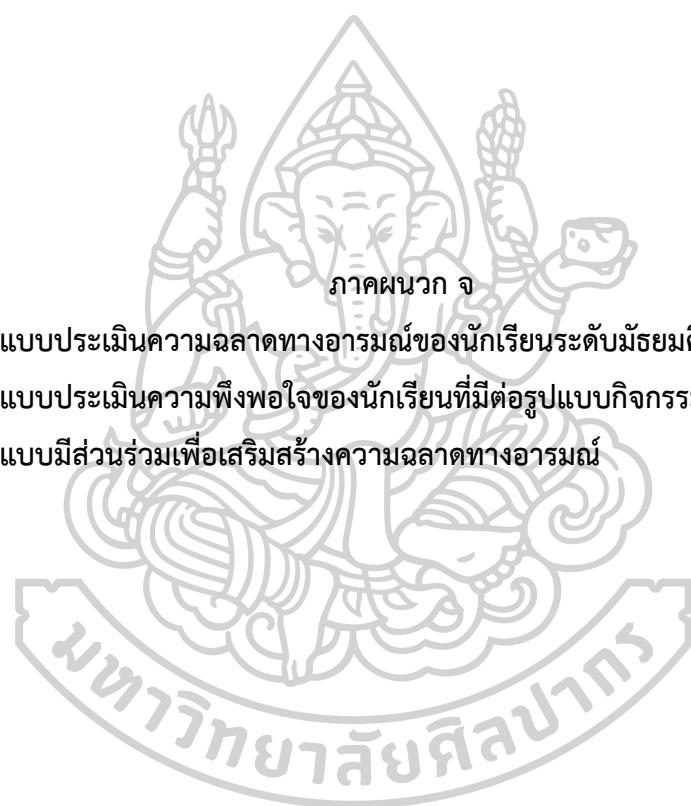 ภาคผนวก จ
แบบประเมินความฉลาดทางอารมณ์ของนักเรียนระดับมัธยม
แบบประเมินความพึงพอใจของนักเรียนที่มีต่อรูปแบบกิจกรร
แบบมีส่วนร่วมเพื่อเสริมสร้างความฉลาดทางอารมณ์
มหาวิทยาลัยศิลปากร